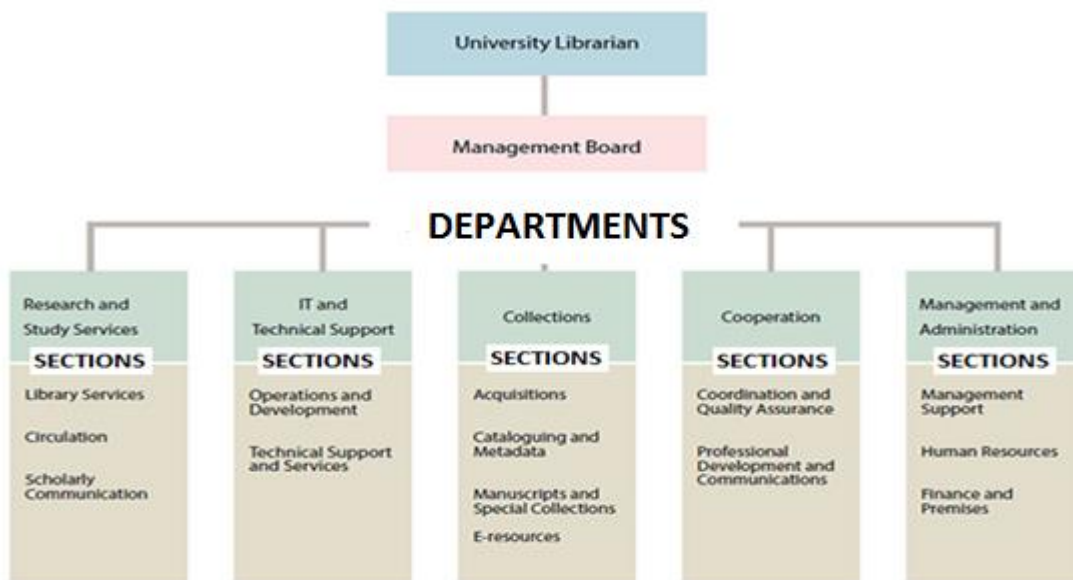 University Librarian
Management Board
DEPARTMENTS
Research and
Study Services
SECTIONS
Library Services
Circulation
Scholarly
Communication
IT and
Technical Support
SECTIONS
Operations and
Development
Technical Support
and Services
Collections
SECTIONS
Acquisitions
Cataloguing and
Metadata
Manuscripts and
Special Collections
E-resources
Cooperation
SECTIONS
Coordination and
Quality Assurance
Professional
Development and
Communications
Management and
Administration
SECTIONS
Management
Support
Human Resources
Finance and
Premises